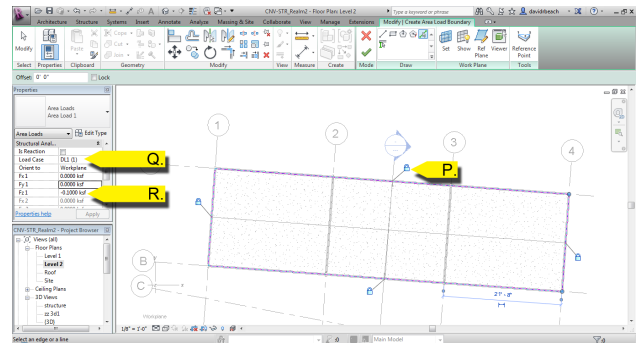 CNV-STR_Realm2 - Floor Plan: Level 2
Type a keyword or phrase
davidrbeach
Architecture Structure Systems Insert Annotate Analyze Massing & Site Collaborate View Manage Extensions Modify | Create Area Load Boundary
Modify
Properties
Paste
Cope
Cut
Join
Set Show Ref Plane Viewer Reference Point
Select Properties Clipboard Geometry Modify View Measure Create Mode Draw Work Plane Tools
Offset: 0' 0" Lock
Properties
Area Loads
Area Load 1
Area Loads Edit Type
Structural Anal...
Is Reaction
Load Case DL1 (1)
Orient to Workplane
Fx 1 0.0000 ksf
Fy 1 0.0000 ksf
Fz 1 -0.1000 ksf
Fx 2 0.0000 ksf
Properties help Apply
CNV-STR_Realm2 - Project Browser
Views (all)
Floor Plans
Level 1
Level 2
Roof
Site
Ceiling Plans
3D Views
structure
zz 3d1
{3D}
Q.
R.
P.
1
2
3
4
B
C
x
Workplane
21' - 8"
1/8" = 1'-0"
Select an edge or a line
:0
Main Model